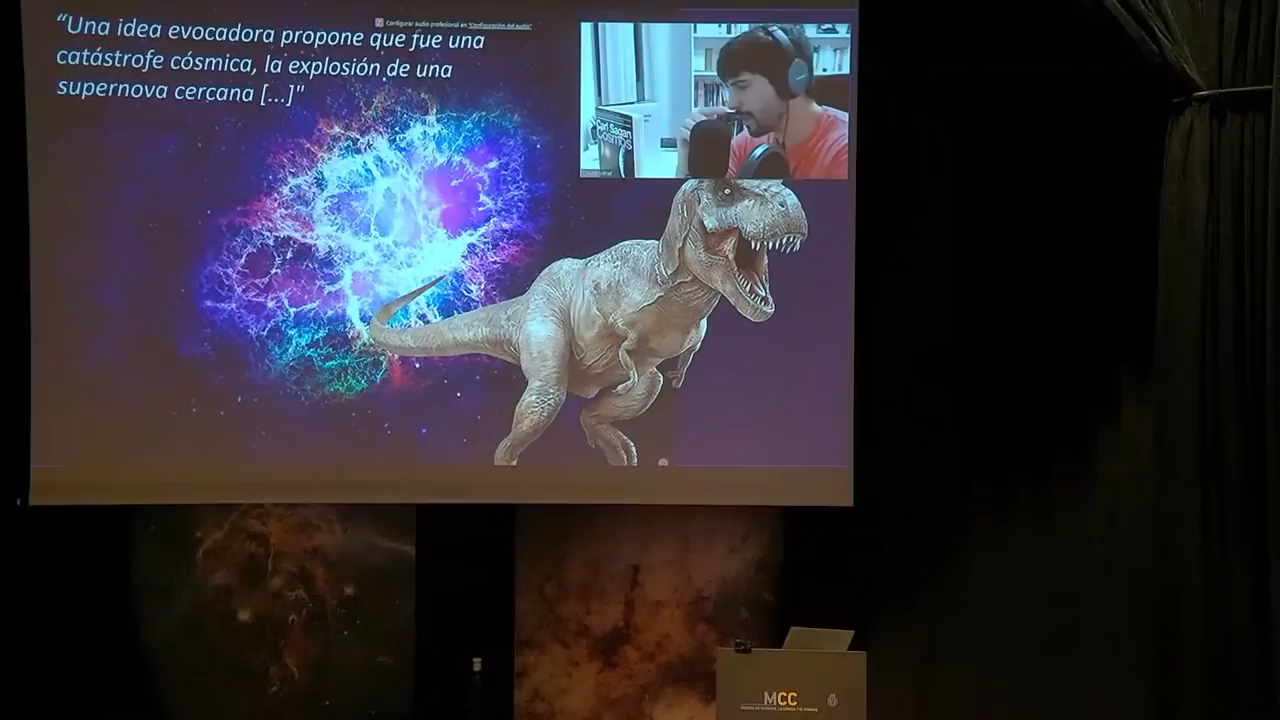 Configurar audio profesional en "Configuración del audio"
“Una idea evocadora propone que fue una
catástrofe cósmica, la explosión de una
supernova cercana [...]"
Carl Sagan
Cosmos
MCC